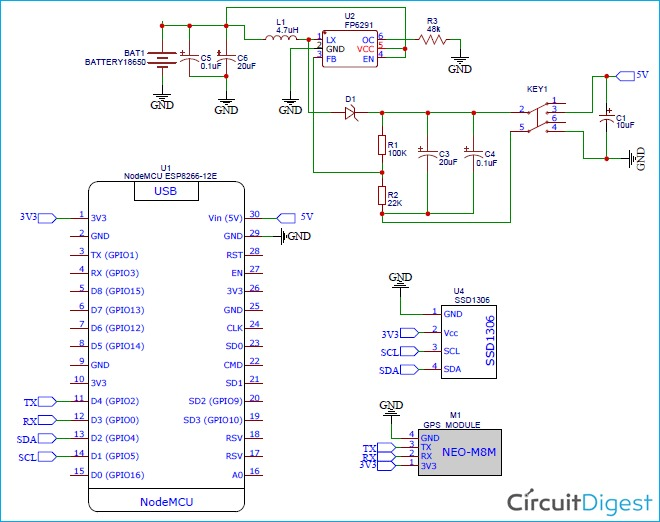 BAT1
BATTERY18650
C5
0.1uF
C6
20uF
GND
GND
L1
4.7uH
GND
U2
FP6291
1 LX OC 6
2 GND VCC 5
3 FB EN 4
R3
48k
GND
D1
R1
100K
R2
22K
C3
20uF
C4
0.1uF
KEY1
2 1
3
6
5 4
5V
C1
10uF
GND
U1
NodeMCU ESP8266-12E
USB
3V3 1 3V3 Vin (5V) 30 5V
2 GND GND 29 GND
3 TX (GPIO1) RST 28
4 RX (GPIO3) EN 27
5 D8 (GPIO15) 3V3 26
6 D7 (GPIO13) GND 25
7 D6 (GPIO12) CLK 24
8 D5 (GPIO14) SD0 23
9 GND CMD 22
10 3V3 SD1 21
TX 11 D4 (GPIO2) SD2 (GPIO9) 20
RX 12 D3 (GPIO0) SD3 (GPIO10) 19
SDA 13 D2 (GPIO4) RSV 18
SCL 14 D1 (GPIO5) RSV 17
15 D0 (GPIO16) A0 16
NodeMCU
GND
U4
SSD1306
1 GND
3V3 2 Vcc
SCL 3 SCL
SDA 4 SDA
SSD1306
GND
M1
GPS_MODULE
4 GND
TX 3 TX
RX 2 RX
3V3 1 3V3
NEO-M8M
CircuitDigest